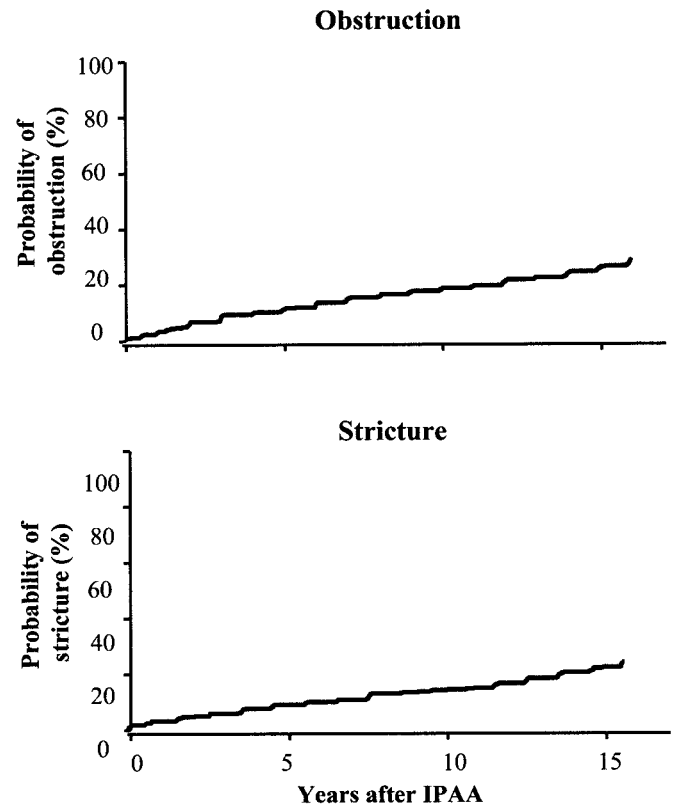 Obstruction
Probability of
obstruction (%)
100
80
60
40
20
0
Stricture
Probability of
stricture (%)
100
80
60
40
20
0
0 5 10 15
Years after IPAA